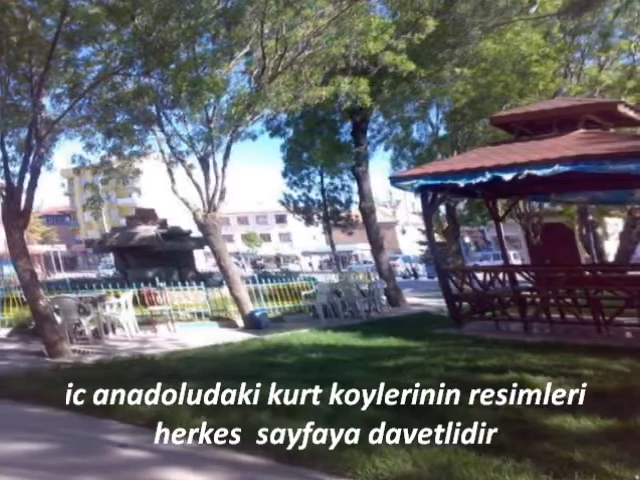 ic anadoludaki kurt koylerinin resimleri
herkes sayfaya davetlidir